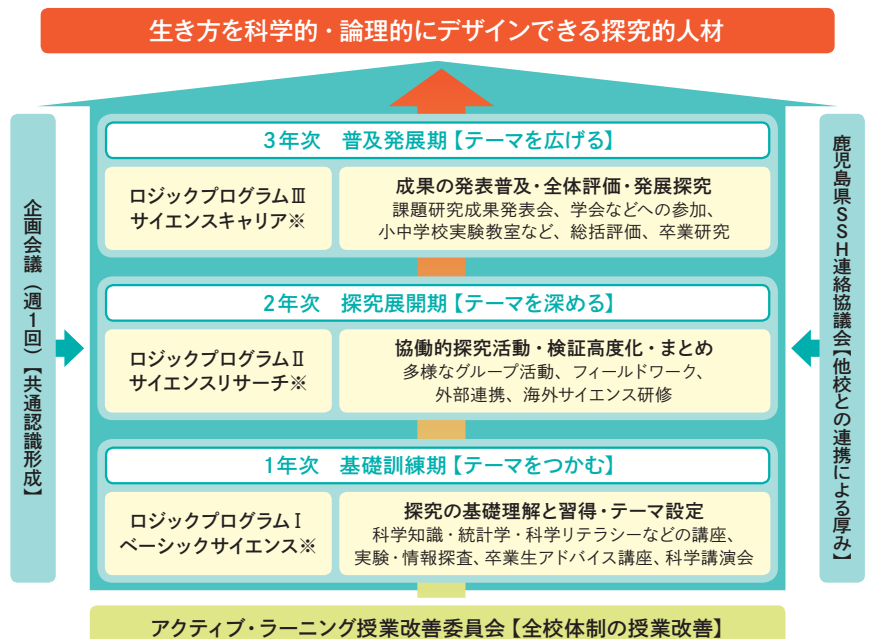 生き方を科学的・論理的にデザインできる探究的人材
企画会議（週1回）【共通認識形成】
3年次　普及発展期【テーマを広げる】
ロジックプログラムⅢ
サイエンスキャリア※
成果の発表普及・全体評価・発展探究
課題研究成果発表会、学会などへの参加、
小中学校実験教室など、総括評価、卒業研究
2年次　探究展開期【テーマを深める】
ロジックプログラムⅡ
サイエンスリサーチ※
協働的探究活動・検証高度化・まとめ
多様なグループ活動、フィールドワーク、
外部連携、海外サイエンス研修
1年次　基礎訓練期【テーマをつかむ】
ロジックプログラムⅠ
ベーシックサイエンス※
探究の基礎理解と習得・テーマ設定
科学知識・統計学・科学リテラシーなどの講座、
実験・情報探査、卒業生アドバイス講座、科学講演会
鹿児島県SSH連絡協議会【他校との連携による厚み】
アクティブ・ラーニング授業改善委員会【全校体制の授業改善】